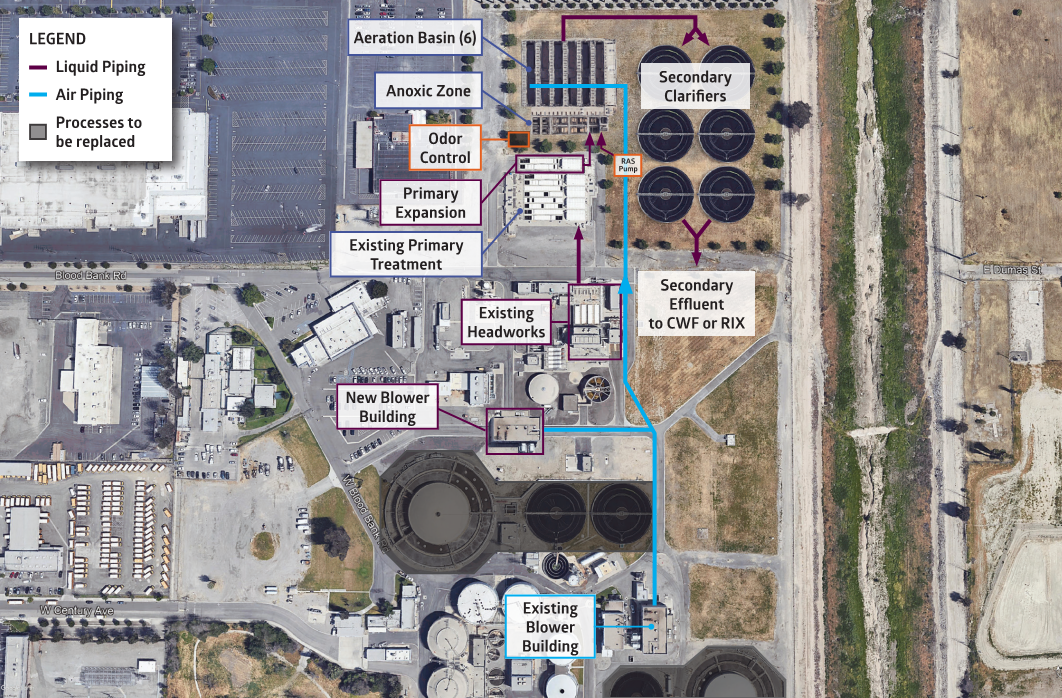 LEGEND
Liquid Piping
Air Piping
Processes to
be replaced
Aeration Basin (6)
Anoxic Zone
Odor
Control
Primary
Expansion
Existing Primary
Treatment
Secondary
Clarifiers
RAS
Pump
Blood Bank Rd
E Dumas St
Existing
Headworks
Secondary
Effluent
to CWF or RIX
New Blower
Building
W Blood Bank
W Century Ave
Existing
Blower
Building